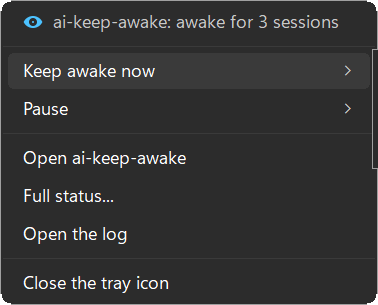 ai-keep-awake: awake for 3 sessions
Keep awake now
Pause
Open ai-keep-awake
Full status...
Open the log
Close the tray icon